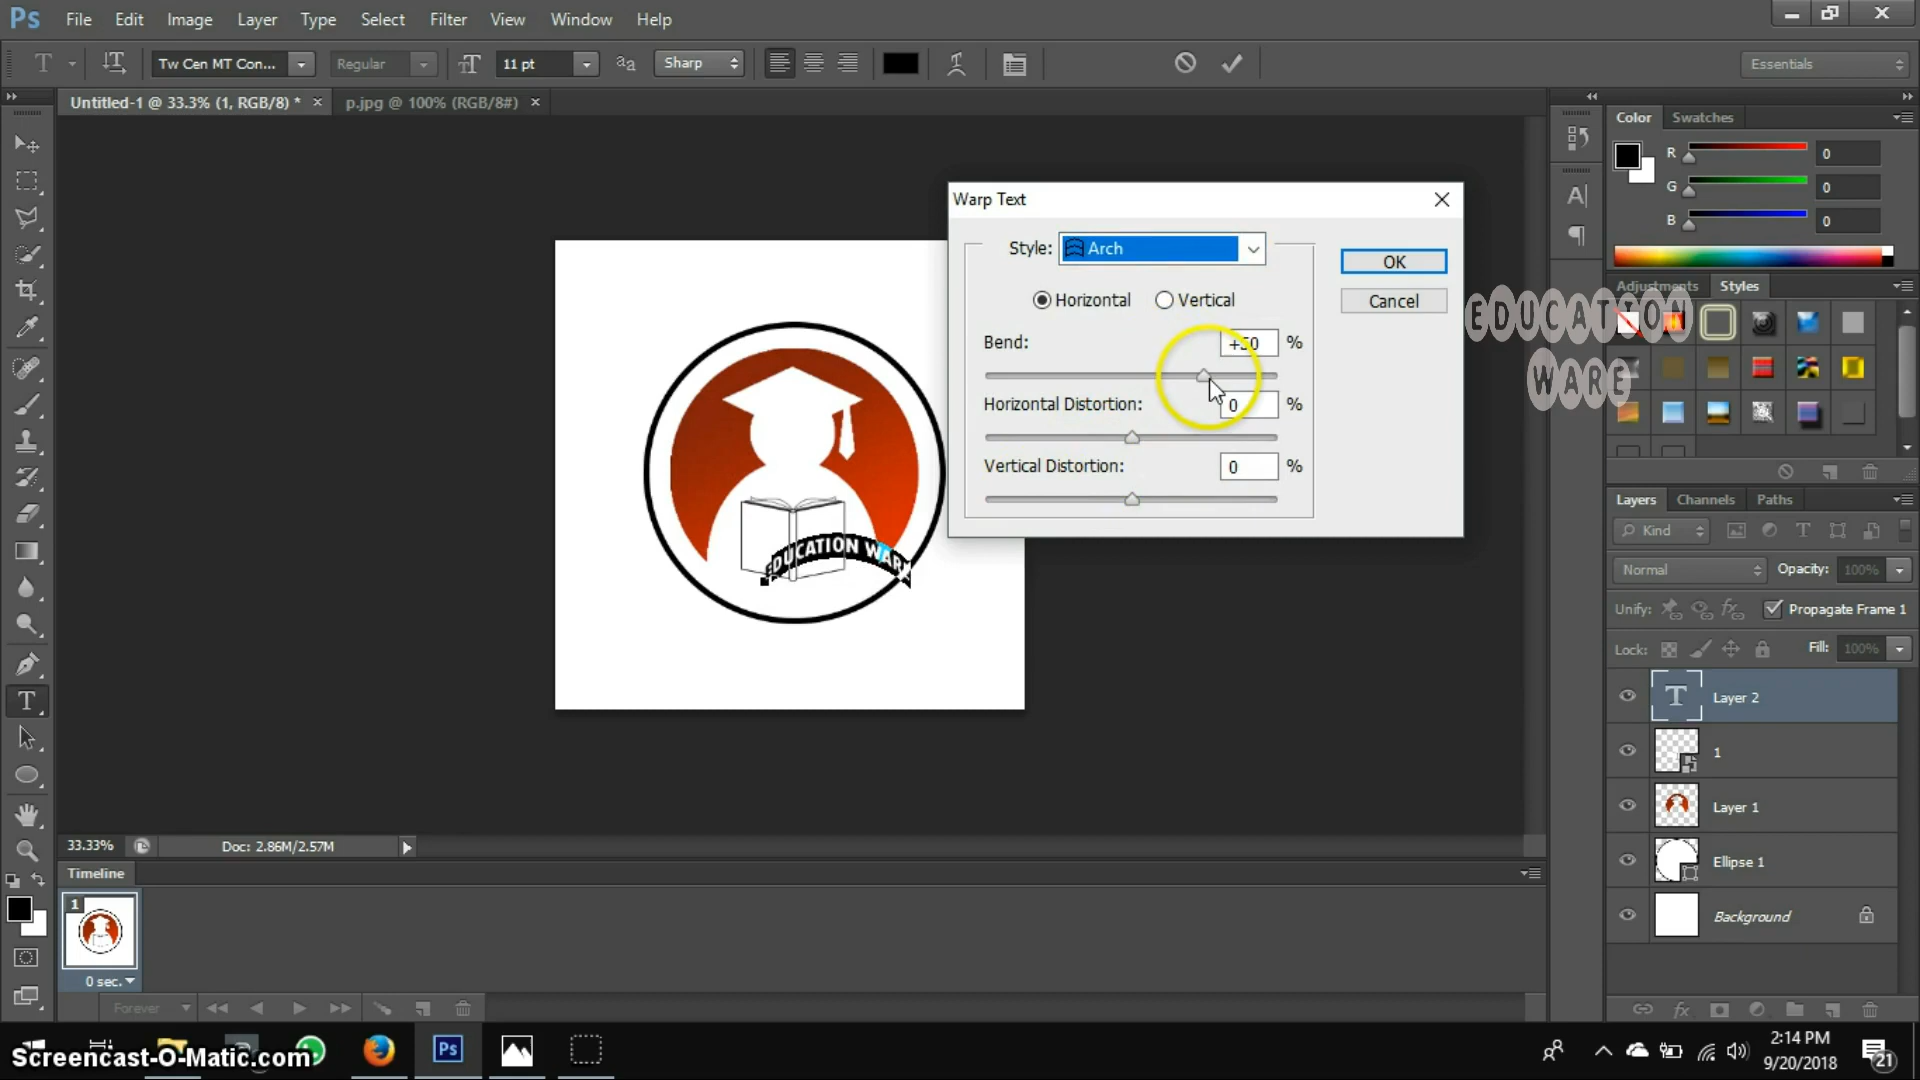 Ps File Edit Image Layer Type Select Filter View Window Help
T Tw Cen MT Con... Regular 11 pt aa Sharp Essentials
Untitled-1 @ 33.3% (1, RGB/8) * × p.jpg @ 100% (RGB/8#) ×
Color Swatches
R 0
G 0
B 0
Warp Text
Style: Arch
Horizontal Vertical
Bend: +50 %
Horizontal Distortion: 0 %
Vertical Distortion: 0 %
OK
Cancel
Adjustments Styles
EDUCATION
WARE
EDUCATION WARE
Layers Channels Paths
Kind
Normal Opacity: 100%
Unify: Propagate Frame 1
Lock: Fill: 100%
T Layer 2
1
Layer 1
Ellipse 1
Background
33.33% Doc: 2.86M/2.57M
Timeline
1
0 sec.
Forever
Screencast-O-Matic.com
Ps
2:14 PM
9/20/2018
21